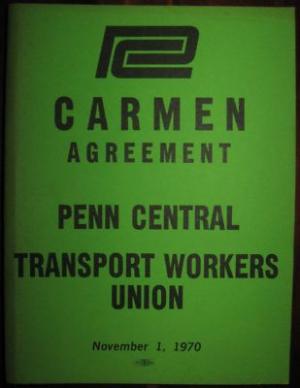 CARMEN
AGREEMENT
PENN CENTRAL
TRANSPORT WORKERS
UNION
November 1, 1970